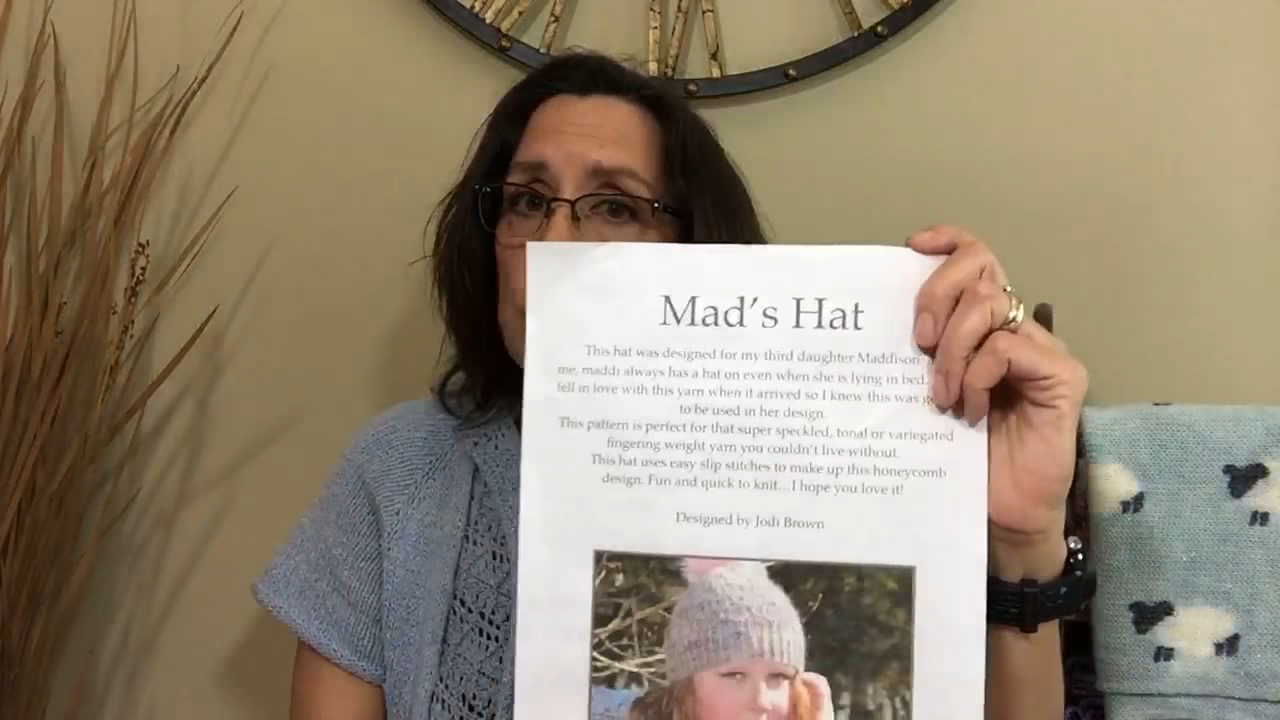 Mad's Hat
This hat was designed for my third daughter Maddison
me, maddi always has a hat on even when she is lying in bed.
fell in love with this yarn when it arrived so I knew this was
to be used in her design.
This pattern is perfect for that super speckled, tonal or variegated
fingering weight yarn you couldn't live without.
This hat uses easy slip stitches to make up this honeycomb
design. Fun and quick to knit...I hope you love it!
Designed by Jodi Brown